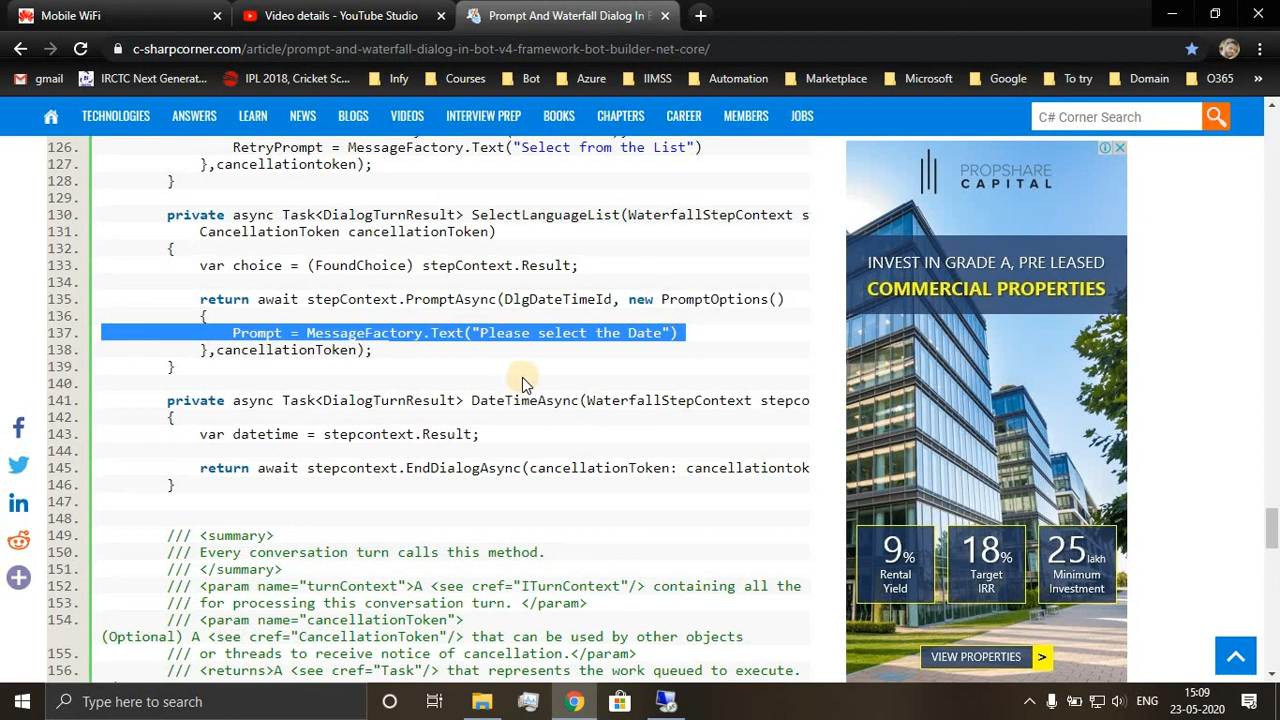 Mobile WiFi
Video details - YouTube Studio
Prompt And Waterfall Dialog In B
c-sharpcorner.com/article/prompt-and-waterfall-dialog-in-bot-v4-framework-bot-builder-net-core/
gmail
IRCTC Next Generat...
IPL 2018, Cricket Sc...
Infy
Courses
Bot
Azure
IIMSS
Automation
Marketplace
Microsoft
Google
To try
Domain
O365
»
TECHNOLOGIES
ANSWERS
LEARN
NEWS
BLOGS
VIDEOS
INTERVIEW PREP
BOOKS
CHAPTERS
CAREER
MEMBERS
JOBS
C# Corner Search
126. RetryPrompt = MessageFactory.Text("Select from the List")
127. },cancellationtoken);
128. }
129.
130. private async Task<DialogTurnResult> SelectLanguageList(WaterfallStepContext s
131. CancellationToken cancellationToken)
132. {
133. var choice = (FoundChoice) stepContext.Result;
134.
135. return await stepContext.PromptAsync(DlgDateTimeId, new PromptOptions()
136. {
137. Prompt = MessageFactory.Text("Please select the Date")
138. },cancellationToken);
139. }
140.
141. private async Task<DialogTurnResult> DateTimeAsync(WaterfallStepContext stepco
142. {
143. var datetime = stepcontext.Result;
144.
145. return await stepcontext.EndDialogAsync(cancellationToken: cancellationtok
146. }
147.
148.
149. /// <summary>
150. /// Every conversation turn calls this method.
151. /// </summary>
152. /// <param name="turnContext">A <see cref="ITurnContext"/> containing all the
153. /// for processing this conversation turn. </param>
154. /// <param name="cancellationToken">
(Optional) A <see cref="CancellationToken"/> that can be used by other objects
155. /// or threads to receive notice of cancellation.</param>
156. /// <returns>A <see cref="Task"/> that represents the work queued to execute.
PROPSHARE
CAPITAL
INVEST IN GRADE A, PRE LEASED
COMMERCIAL PROPERTIES
9%
Rental
Yield
18%
Target
IRR
25 lakh
Minimum
Investment
VIEW PROPERTIES >
Type here to search
ENG
15:09
23-05-2020